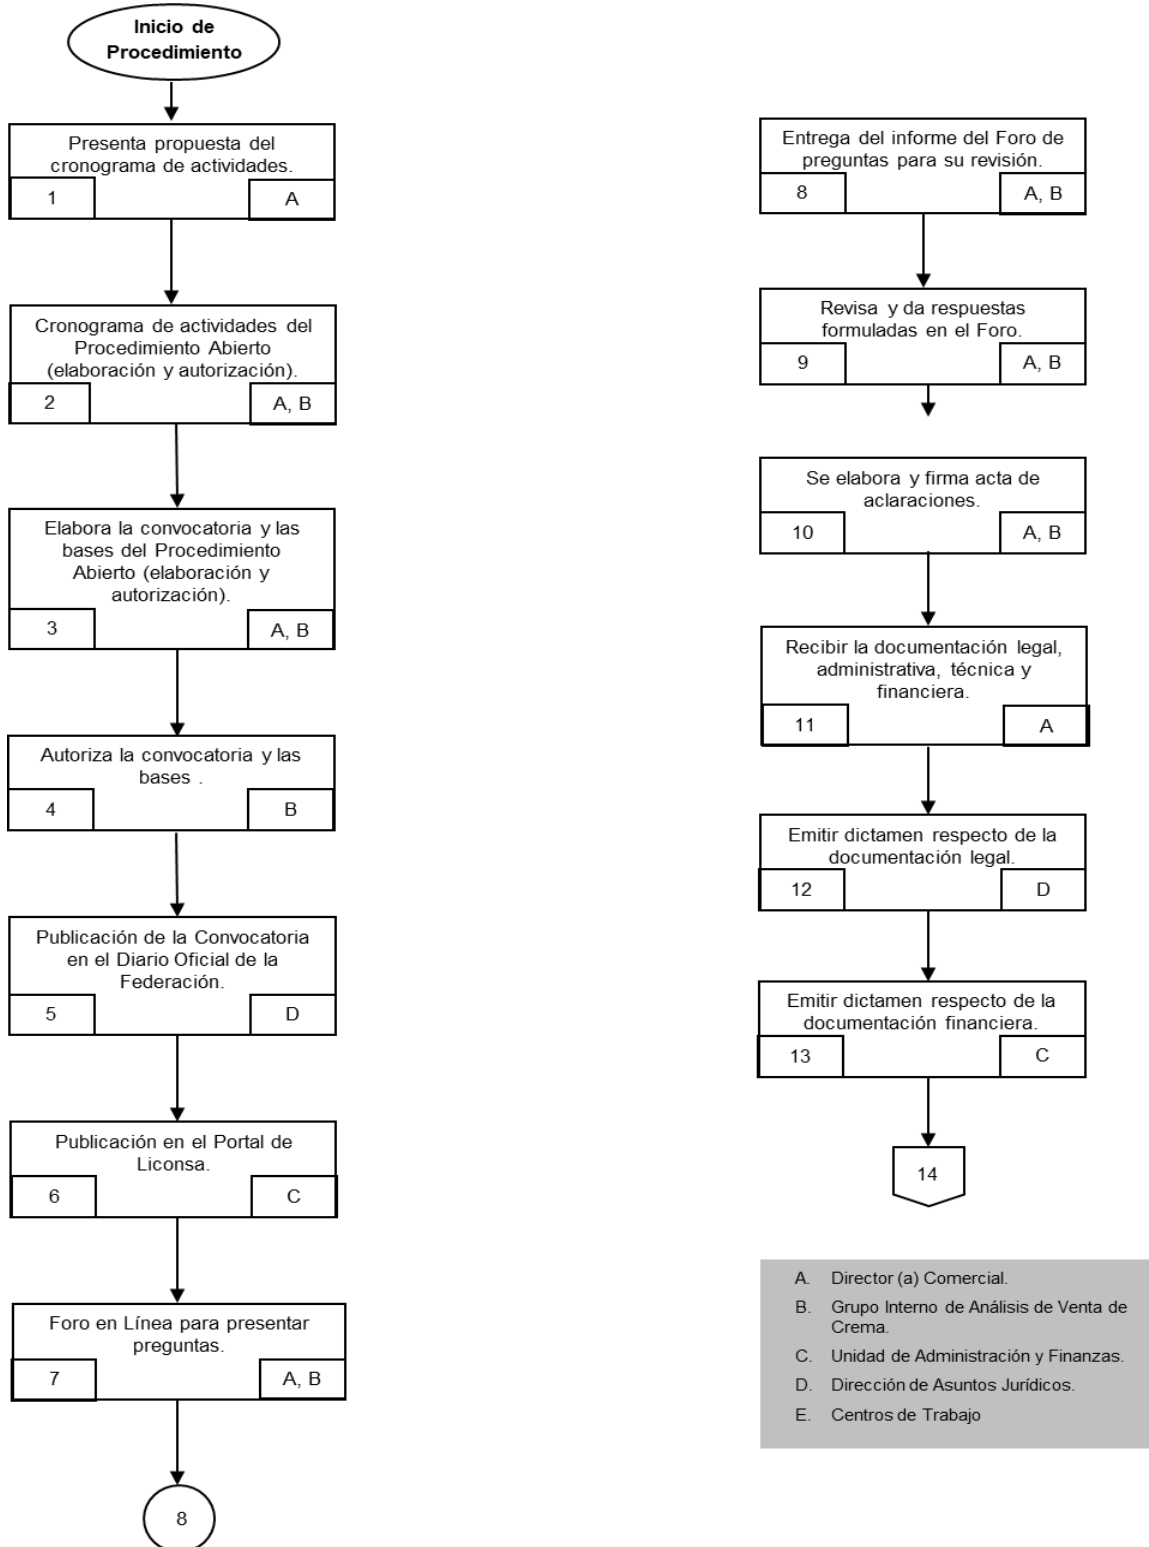 Inicio de
Procedimiento
Presenta propuesta del
cronograma de actividades.
1
A
Cronograma de actividades del
Procedimiento Abierto
(elaboración y autorización).
2
A, B
Elabora la convocatoria y las
bases del Procedimiento
Abierto (elaboración y
autorización).
3
A, B
Autoriza la convocatoria y las
bases .
4
B
Publicación de la Convocatoria
en el Diario Oficial de la
Federación.
5
D
Publicación en el Portal de
Liconsa.
6
C
Foro en Línea para presentar
preguntas.
7
A, B
8
Entrega del informe del Foro de
preguntas para su revisión.
8
A, B
Revisa y da respuestas
formuladas en el Foro.
9
A, B
Se elabora y firma acta de
aclaraciones.
10
A, B
Recibir la documentación legal,
administrativa, técnica y
financiera.
11
A
Emitir dictamen respecto de la
documentación legal.
12
D
Emitir dictamen respecto de la
documentación financiera.
13
C
14
A. Director (a) Comercial.
B. Grupo Interno de Análisis de Venta de
Crema.
C. Unidad de Administración y Finanzas.
D. Dirección de Asuntos Jurídicos.
E. Centros de Trabajo